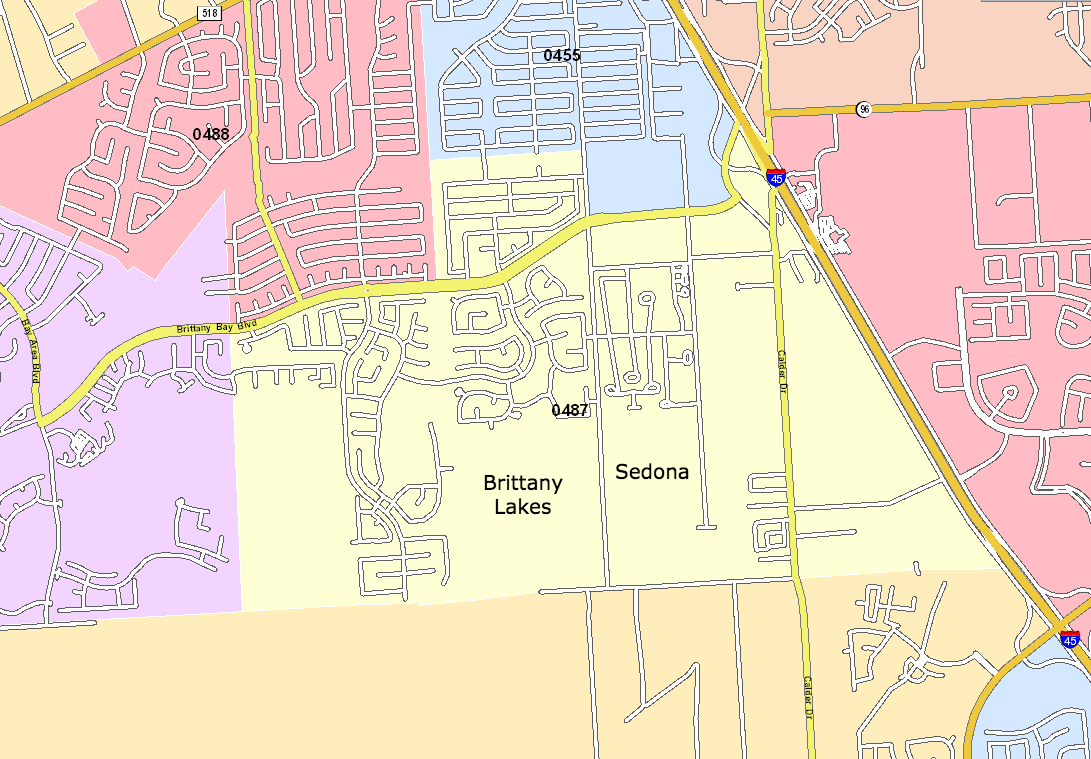 518
0455
96
0488
45
Brittany Bay Blvd
Bay Area Blvd
Calder Dr
0487
Sedona
Brittany
Lakes
45
Calder Dr